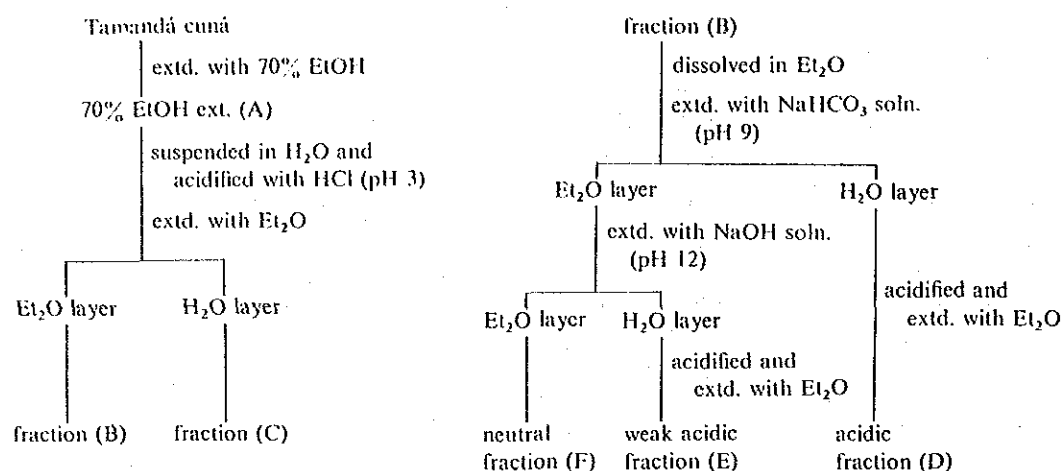 Tamandá cuná
extd. with 70% EtOH
70% EtOH ext. (A)
suspended in H₂O and
acidified with HCl (pH 3)
extd. with Et₂O
Et₂O layer
H₂O layer
fraction (B)
fraction (C)
fraction (B)
dissolved in Et₂O
extd. with NaHCO₃ soln.
(pH 9)
Et₂O layer
H₂O layer
extd. with NaOH soln.
(pH 12)
Et₂O layer
H₂O layer
acidified and
extd. with Et₂O
acidified and
extd. with Et₂O
neutral
fraction (F)
weak acidic
fraction (E)
acidic
fraction (D)